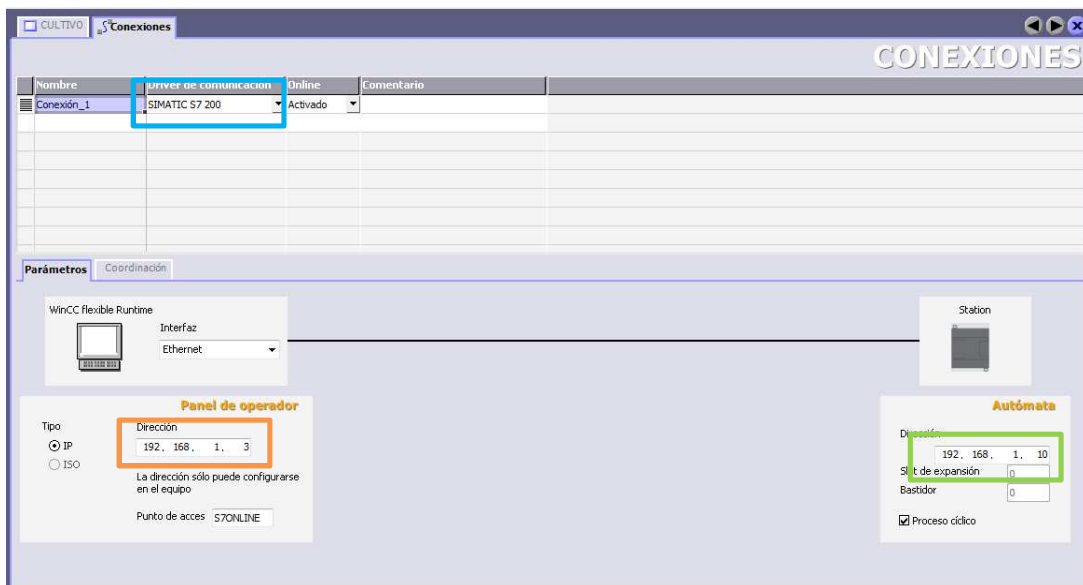 CULTIVO Conexiones
CONEXIONES
Nombre Driver de comunicación Online Comentario
Conexión_1 SIMATIC S7 200 Activado
Parámetros Coordinación
WinCC flexible Runtime
Station
Interfaz
Ethernet
Panel de operador
Autómata
Tipo
Dirección
Dirección
IP
192, 168, 1, 3
192, 168, 1, 10
ISO
Slot de expansión 0
La dirección sólo puede configurarse
en el equipo
Bastidor 0
Punto de acces S7ONLINE
Proceso cíclico